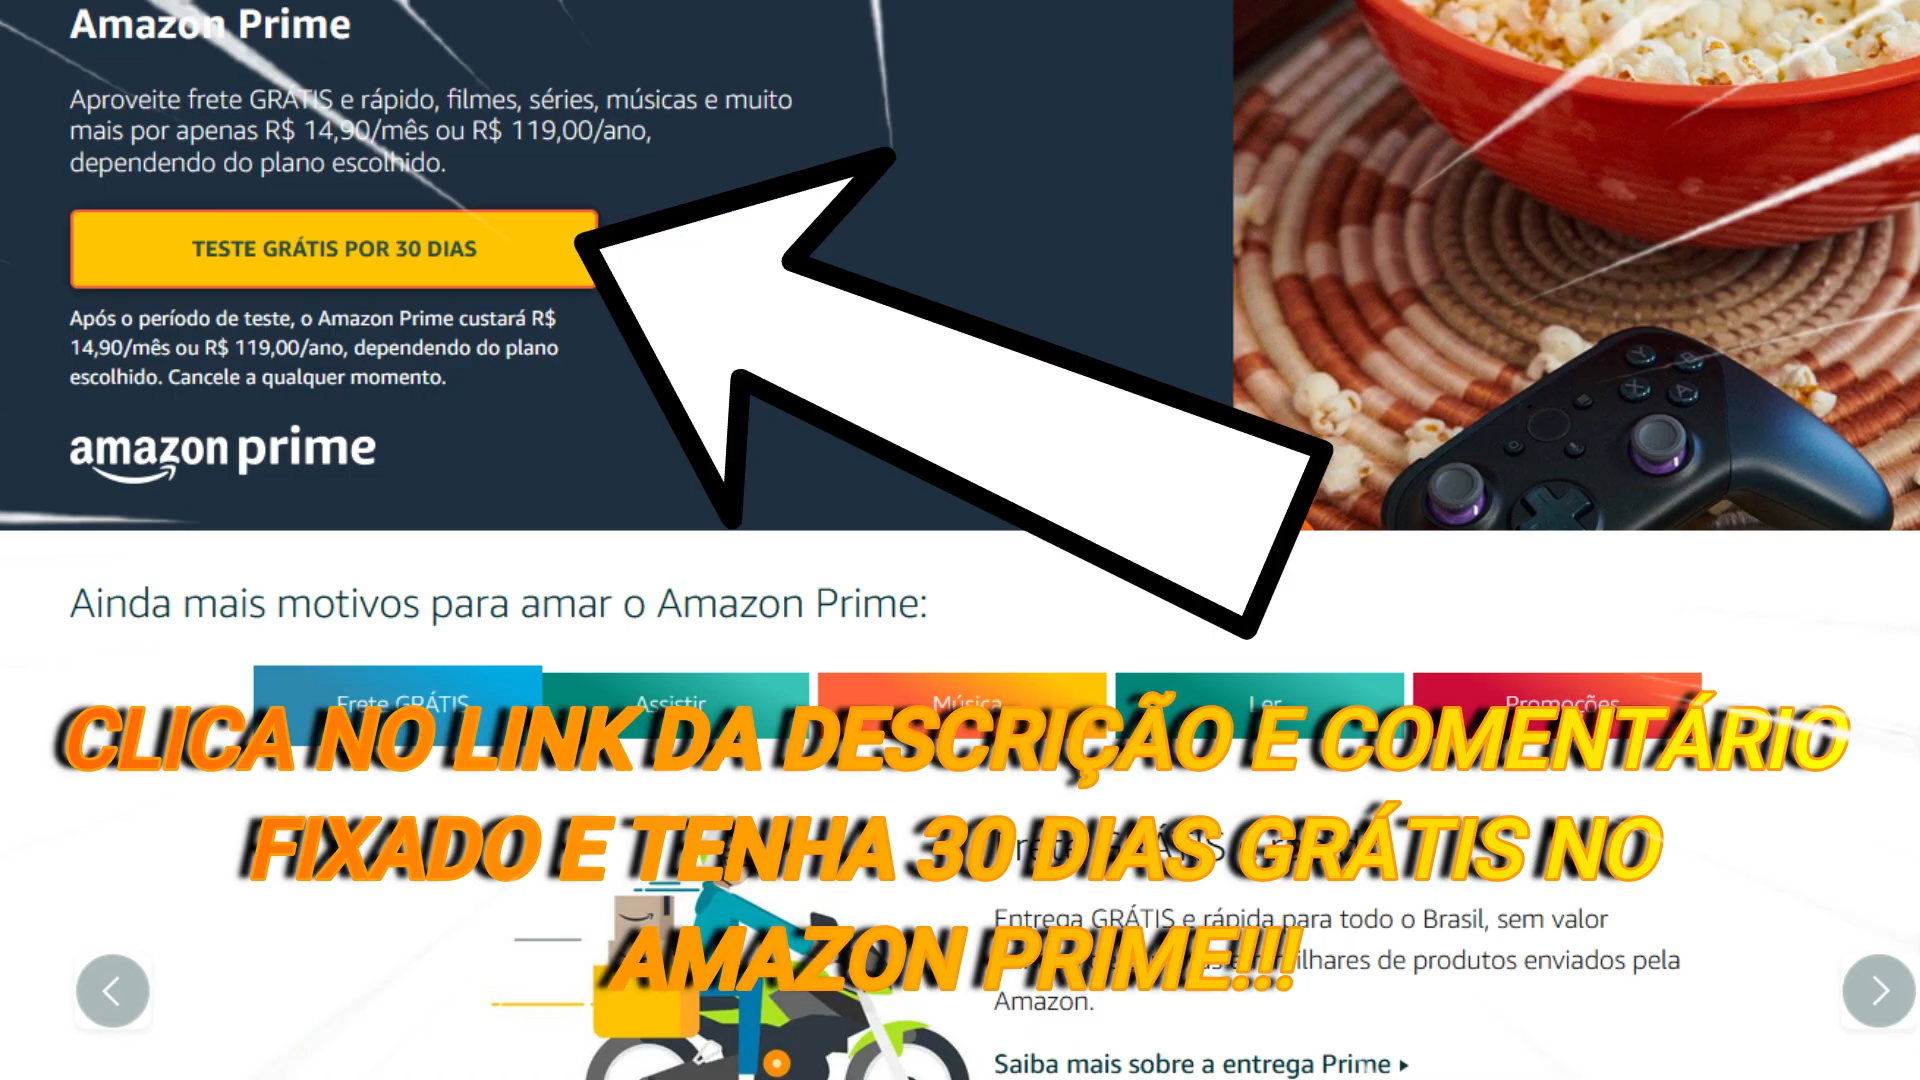 Amazon Prime
Aproveite frete GRÁTIS e rápido, filmes, séries, músicas e muito
mais por apenas R$ 14,90/mês ou R$ 119,00/ano,
dependendo do plano escolhido.
TESTE GRÁTIS POR 30 DIAS
Após o período de teste, o Amazon Prime custará R$
14,90/mês ou R$ 119,00/ano, dependendo do plano
escolhido. Cancele a qualquer momento.
amazon prime
Y
B
X
A
Ainda mais motivos para amar o Amazon Prime:
Frete GRÁTIS
Assistir
Música
Ler
Promoções
CLICA NO LINK DA DESCRIÇÃO E COMENTÁRIO
FIXADO E TENHA 30 DIAS GRÁTIS NO
AMAZON PRIME!!!
Entrega GRÁTIS e rápida para todo o Brasil, sem valor
de produtos enviados pela
Amazon.
Saiba mais sobre a entrega Prime ▸